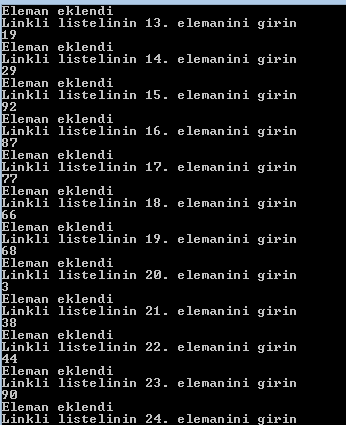 Eleman eklendi
Linkli listelinin 13. elemanini girin
19
Eleman eklendi
Linkli listelinin 14. elemanini girin
29
Eleman eklendi
Linkli listelinin 15. elemanini girin
92
Eleman eklendi
Linkli listelinin 16. elemanini girin
87
Eleman eklendi
Linkli listelinin 17. elemanini girin
77
Eleman eklendi
Linkli listelinin 18. elemanini girin
66
Eleman eklendi
Linkli listelinin 19. elemanini girin
68
Eleman eklendi
Linkli listelinin 20. elemanini girin
3
Eleman eklendi
Linkli listelinin 21. elemanini girin
38
Eleman eklendi
Linkli listelinin 22. elemanini girin
44
Eleman eklendi
Linkli listelinin 23. elemanini girin
90
Eleman eklendi
Linkli listelinin 24. elemanini girin